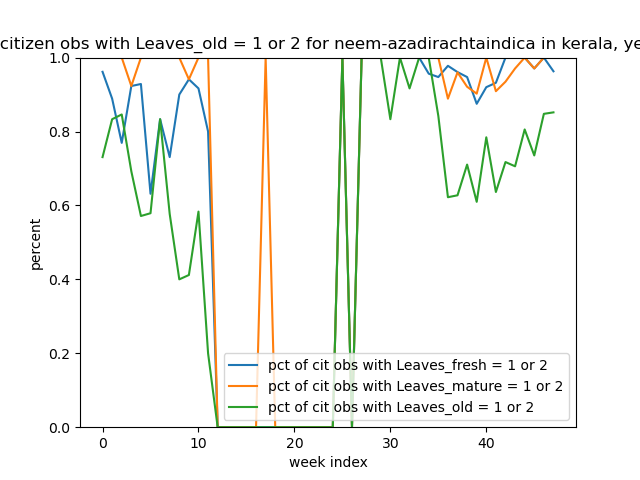 citizen obs with Leaves_old = 1 or 2 for neem-azadirachtaindica in kerala, ye
1.0
0.8
0.6
0.4
0.2
0.0
percent
pct of cit obs with Leaves_fresh = 1 or 2
pct of cit obs with Leaves_mature = 1 or 2
pct of cit obs with Leaves_old = 1 or 2
0 10 20 30 40
week index